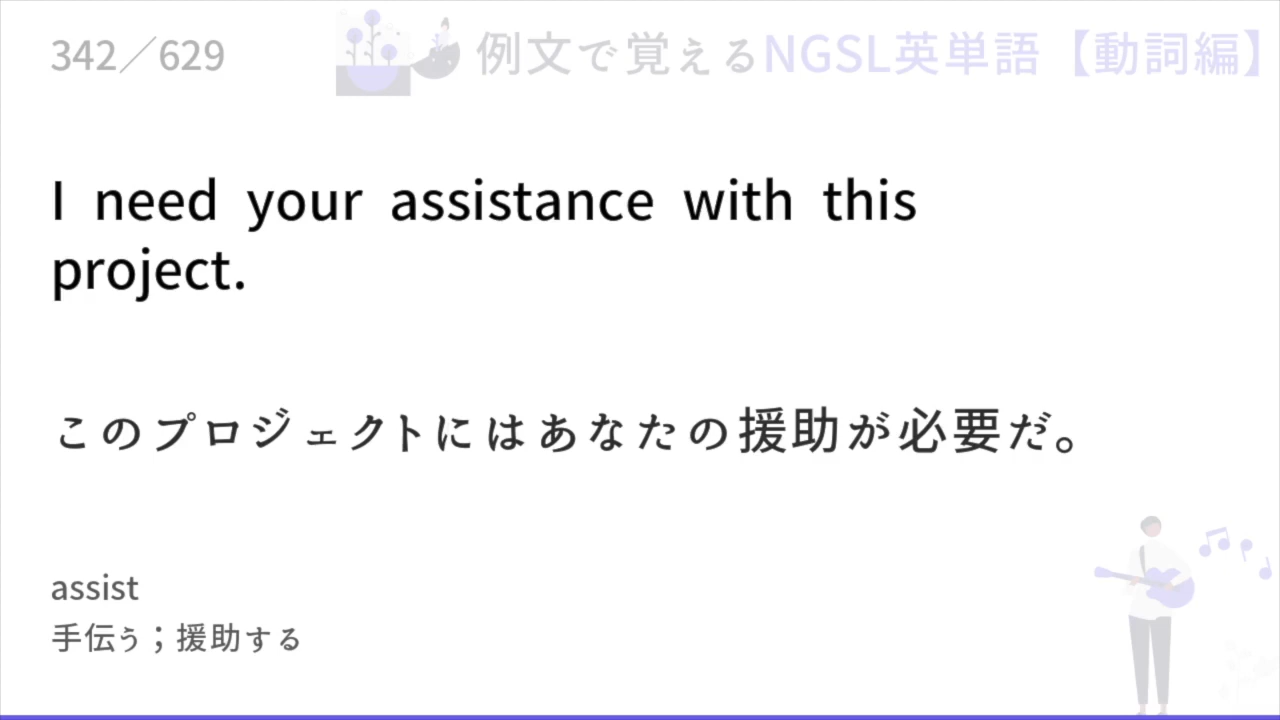 342／629
例文で覚えるNGSL英単語【動詞編】
I need your assistance with this
project.
このプロジェクトにはあなたの援助が必要だ。
assist
手伝う；援助する